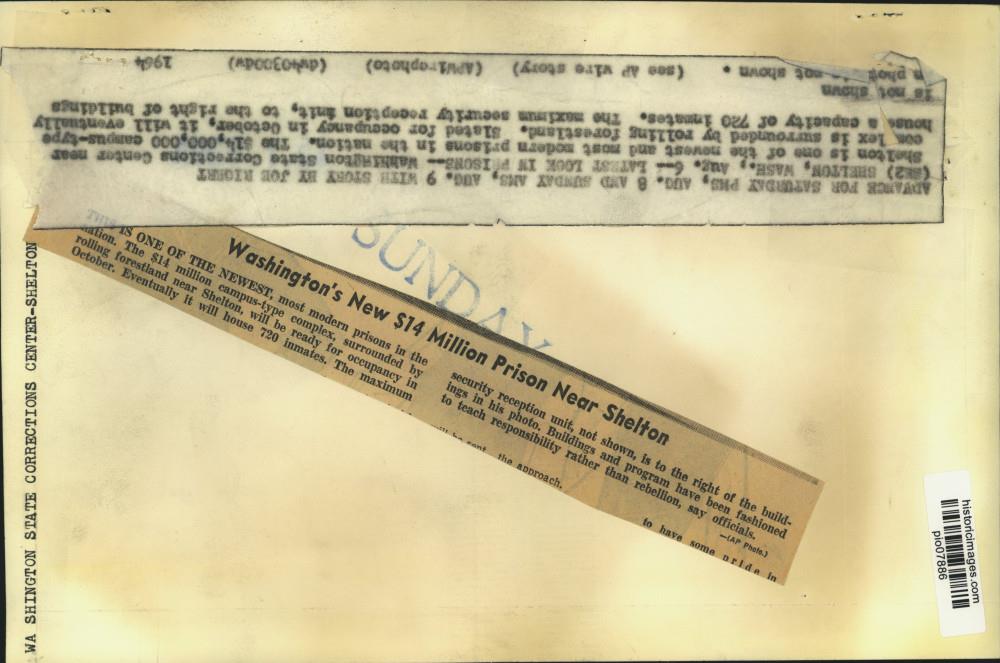 ADVANCE FOR SATURDAY PMS, AUG. 8 AND SUNDAY AMS, AUG. 9 WITH STORY BY JOE RIGERT
(SE2) SHELTON, WASH., Aug. 6-- LATEST LOOK IN PRISONS-- Washington State Corrections Center near
Shelton is one of the newest and most modern prisons in the nation. The $14,000,000 campus-type
complex is surrounded by rolling forestland. Slated for occupancy in October, it will eventually
house a capacity of 720 inmates. The maximum security reception unit, to the right of buildings
is not shown
not shown. (see AP wire story) (APWirephoto) (dw40300dw) 1964
SUNDAY
Washington's New $14 Million Prison Near Shelton
THIS IS ONE OF THE NEWEST, most modern prisons in the
nation. The $14 million campus-type complex, surrounded by
rolling forestland near Shelton, will be ready for occupancy in
October. Eventually it will house 720 inmates. The maximum
security reception unit, not shown, is to the right of the build-
ings in his photo. Buildings and program have been fashioned
to teach responsibility rather than rebellion, say officials.
—(AP Photo.)
the approach.
to have some pride in
WA SHINGTON STATE CORRECTIONS CENTER-SHELTON
historicimages.com
pio07886